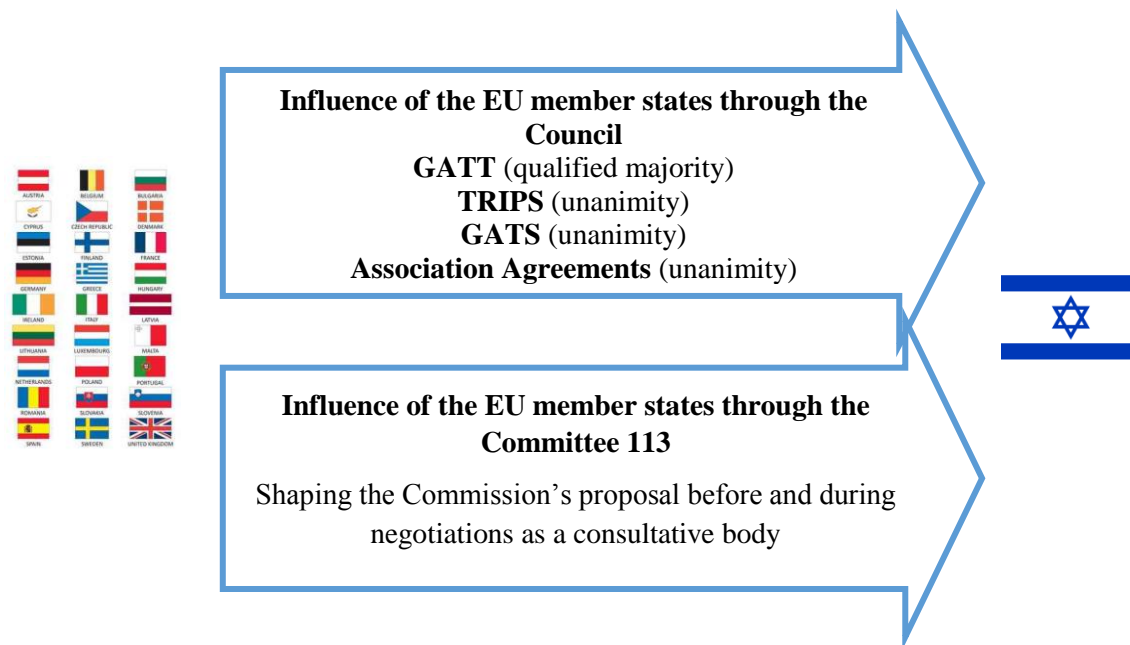 Influence of the EU member states through the
Council
GATT (qualified majority)
TRIPS (unanimity)
GATS (unanimity)
Association Agreements (unanimity)
AUSTRIA BELGIUM BULGARIA
CYPRUS CZECH REPUBLIC DENMARK
ESTONIA FINLAND FRANCE
GERMANY GREECE HUNGARY
IRELAND ITALY LATVIA
LITHUANIA LUXEMBOURG MALTA
NETHERLANDS POLAND PORTUGAL
ROMANIA SLOVAKIA SLOVENIA
SPAIN SWEDEN UNITED KINGDOM
Influence of the EU member states through the
Committee 113
Shaping the Commission’s proposal before and during
negotiations as a consultative body